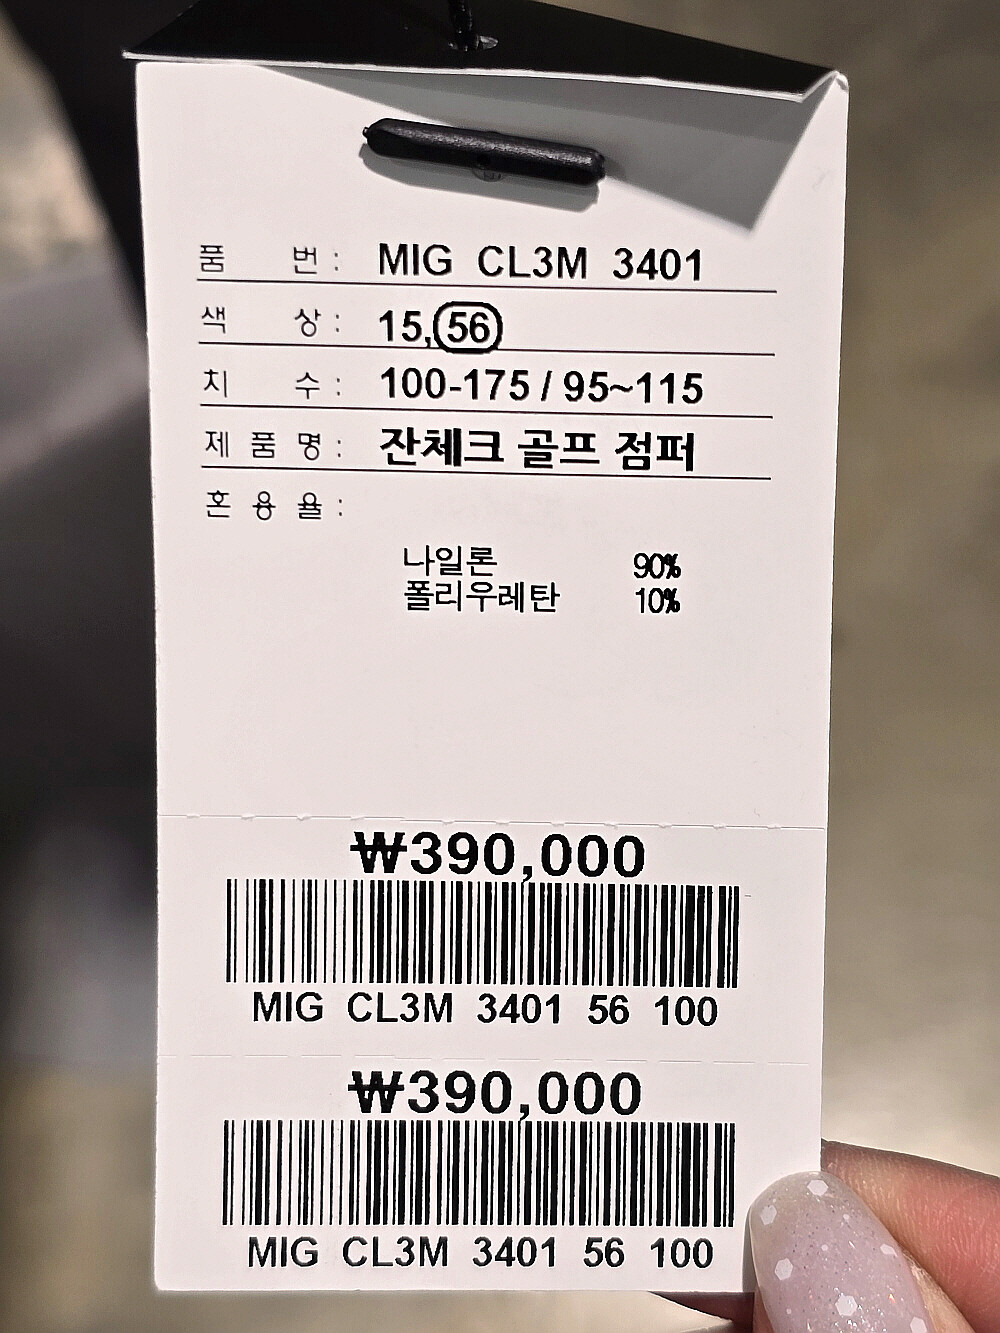 품 번 : MIG CL3M 3401
색 상 : 15,56
치 수 : 100-175 / 95~115
제 품 명 : 잔체크 골프 점퍼
혼 용 율 :
나일론 90%
폴리우레탄 10%
₩390,000
MIG CL3M 3401 56 100
₩390,000
MIG CL3M 3401 56 100